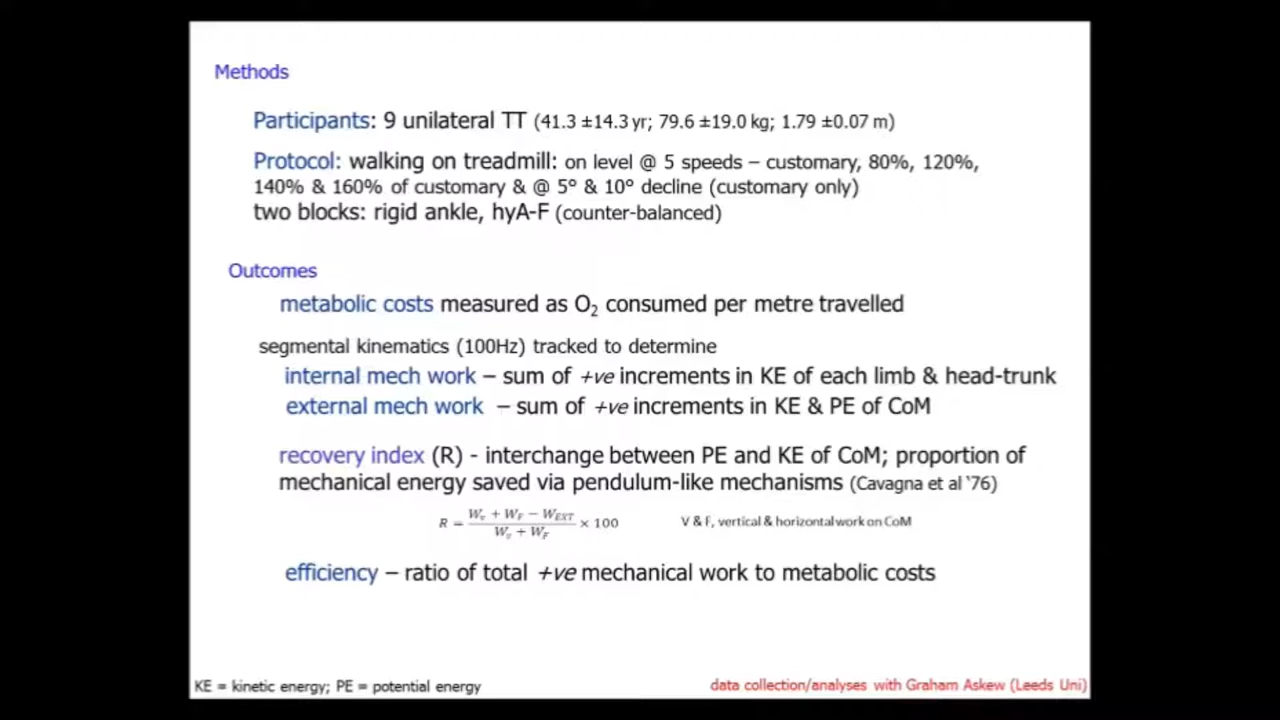 Methods
Participants: 9 unilateral TT (41.3 ±14.3 yr; 79.6 ±19.0 kg; 1.79 ±0.07 m)
Protocol: walking on treadmill: on level @ 5 speeds – customary, 80%, 120%,
140% & 160% of customary & @ 5° & 10° decline (customary only)
two blocks: rigid ankle, hyA-F (counter-balanced)
Outcomes
metabolic costs measured as O₂ consumed per metre travelled
segmental kinematics (100Hz) tracked to determine
internal mech work – sum of +ve increments in KE of each limb & head-trunk
external mech work – sum of +ve increments in KE & PE of CoM
recovery index (R) - interchange between PE and KE of CoM; proportion of
mechanical energy saved via pendulum-like mechanisms (Cavagna et al '76)
R = (Wᵥ + W_F − W_EXT) / (Wᵥ + W_F) × 100 V & F, vertical & horizontal work on CoM
efficiency – ratio of total +ve mechanical work to metabolic costs
KE = kinetic energy; PE = potential energy
data collection/analyses with Graham Askew (Leeds Uni)